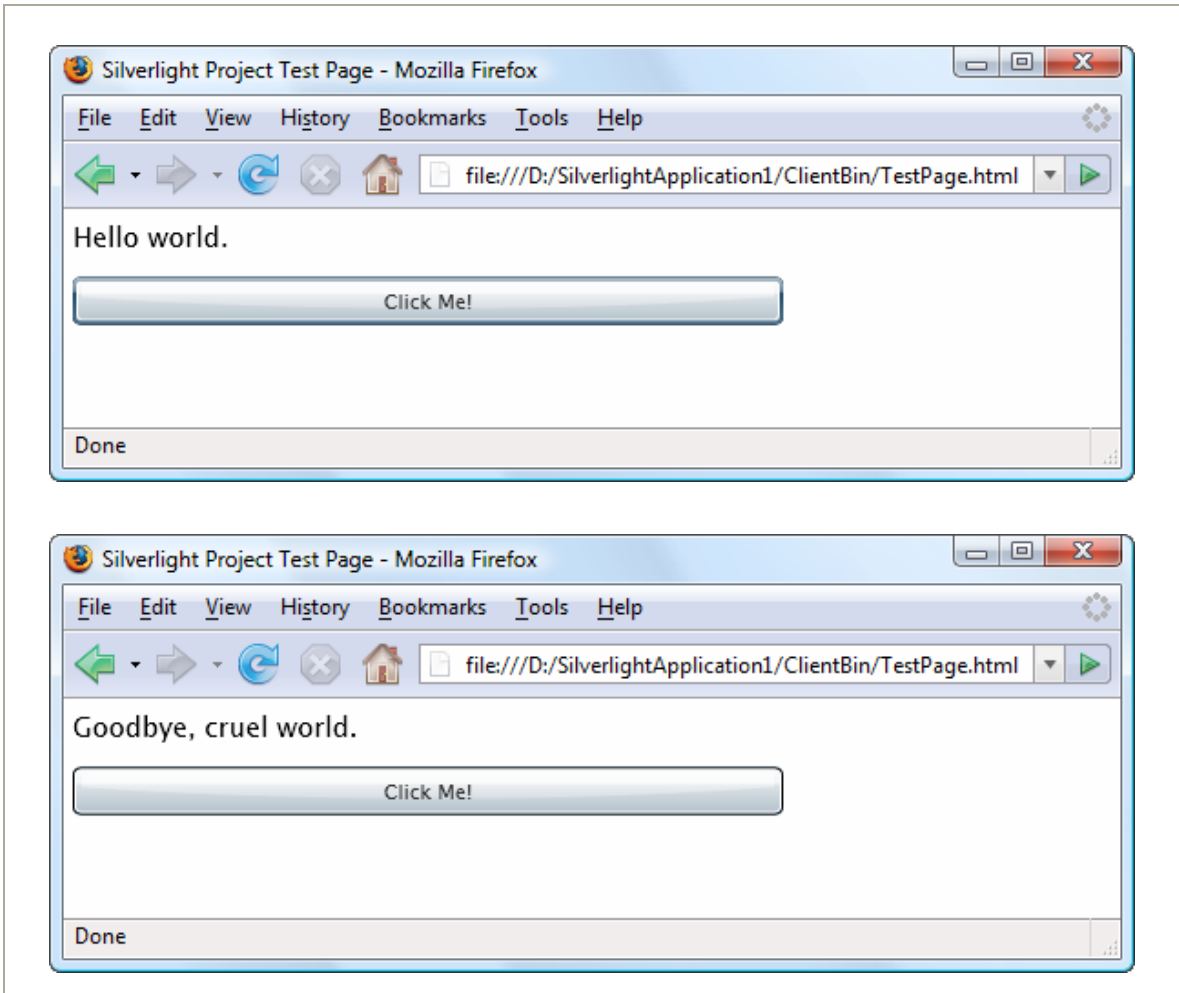 Silverlight Project Test Page - Mozilla Firefox
File Edit View History Bookmarks Tools Help
file:///D:/SilverlightApplication1/ClientBin/TestPage.html
Hello world.
Click Me!
Done
Silverlight Project Test Page - Mozilla Firefox
File Edit View History Bookmarks Tools Help
file:///D:/SilverlightApplication1/ClientBin/TestPage.html
Goodbye, cruel world.
Click Me!
Done